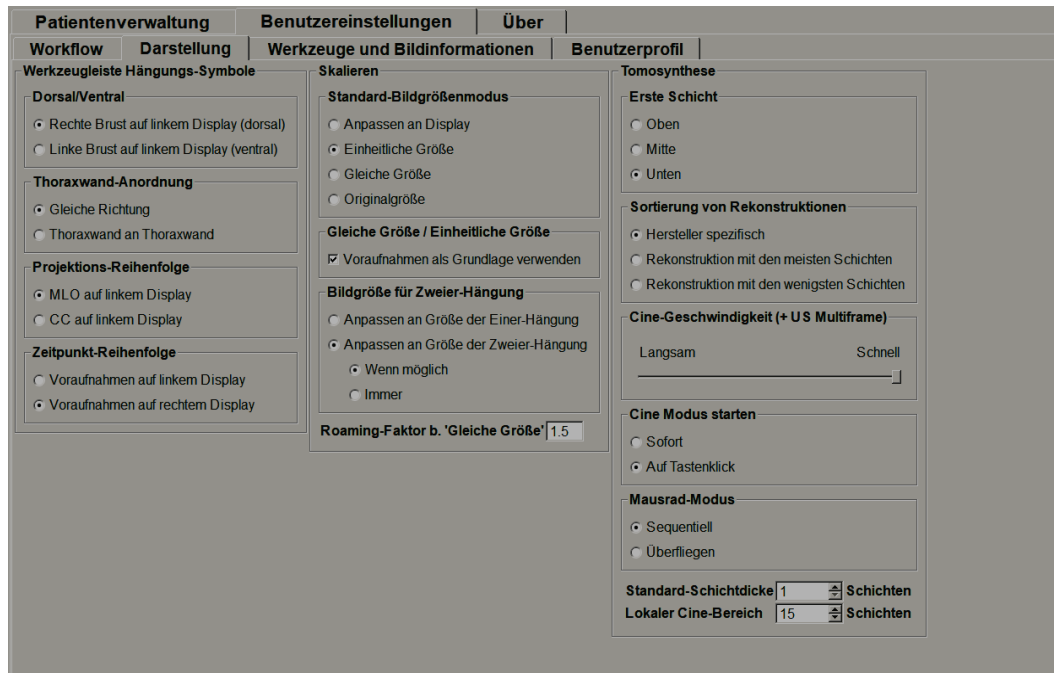 Patientenverwaltung Benutzereinstellungen Über
Workflow Darstellung Werkzeuge und Bildinformationen Benutzerprofil
Werkzeugleiste Hängungs-Symbole
Dorsal/Ventral
Rechte Brust auf linkem Display (dorsal)
Linke Brust auf linkem Display (ventral)
Thoraxwand-Anordnung
Gleiche Richtung
Thoraxwand an Thoraxwand
Projektions-Reihenfolge
MLO auf linkem Display
CC auf linkem Display
Zeitpunkt-Reihenfolge
Voraufnahmen auf linkem Display
Voraufnahmen auf rechtem Display
Skalieren
Standard-Bildgrößenmodus
Anpassen an Display
Einheitliche Größe
Gleiche Größe
Originalgröße
Gleiche Größe / Einheitliche Größe
Voraufnahmen als Grundlage verwenden
Bildgröße für Zweier-Hängung
Anpassen an Größe der Einer-Hängung
Anpassen an Größe der Zweier-Hängung
Wenn möglich
Immer
Roaming-Faktor b. 'Gleiche Größe' 1.5
Tomosynthese
Erste Schicht
Oben
Mitte
Unten
Sortierung von Rekonstruktionen
Hersteller spezifisch
Rekonstruktion mit den meisten Schichten
Rekonstruktion mit den wenigsten Schichten
Cine-Geschwindigkeit (+ US Multiframe)
Langsam Schnell
Cine Modus starten
Sofort
Auf Tastenklick
Mausrad-Modus
Sequentiell
Überfliegen
Standard-Schichtdicke 1 Schichten
Lokaler Cine-Bereich 15 Schichten